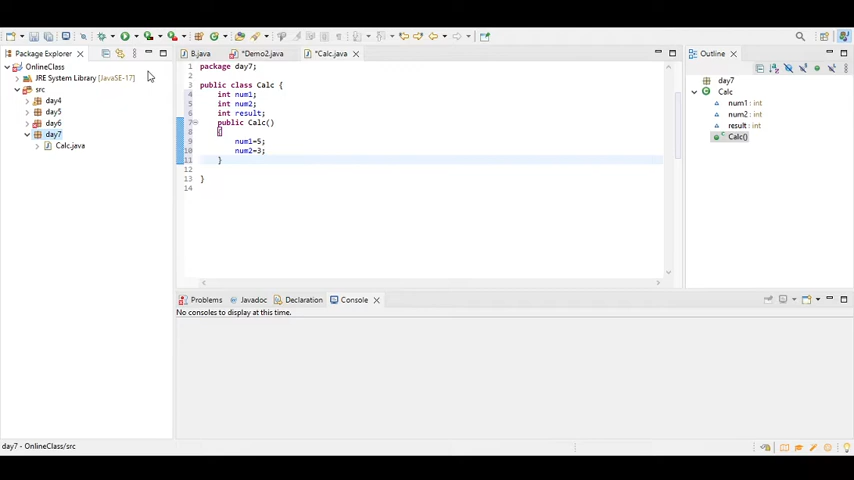 Package Explorer
OnlineClass
JRE System Library [JavaSE-17]
src
day4
day5
day6
day7
Calc.java
B.java
*Demo2.java
*Calc.java
1 package day7;
2
3 public class Calc {
4 int num1;
5 int num2;
6 int result;
7 public Calc()
8 {
9 num1=5;
10 num2=3;
11 }
12
13 }
14
Outline
day7
Calc
num1 : int
num2 : int
result : int
Calc()
Problems
Javadoc
Declaration
Console
No consoles to display at this time.
day7 - OnlineClass/src